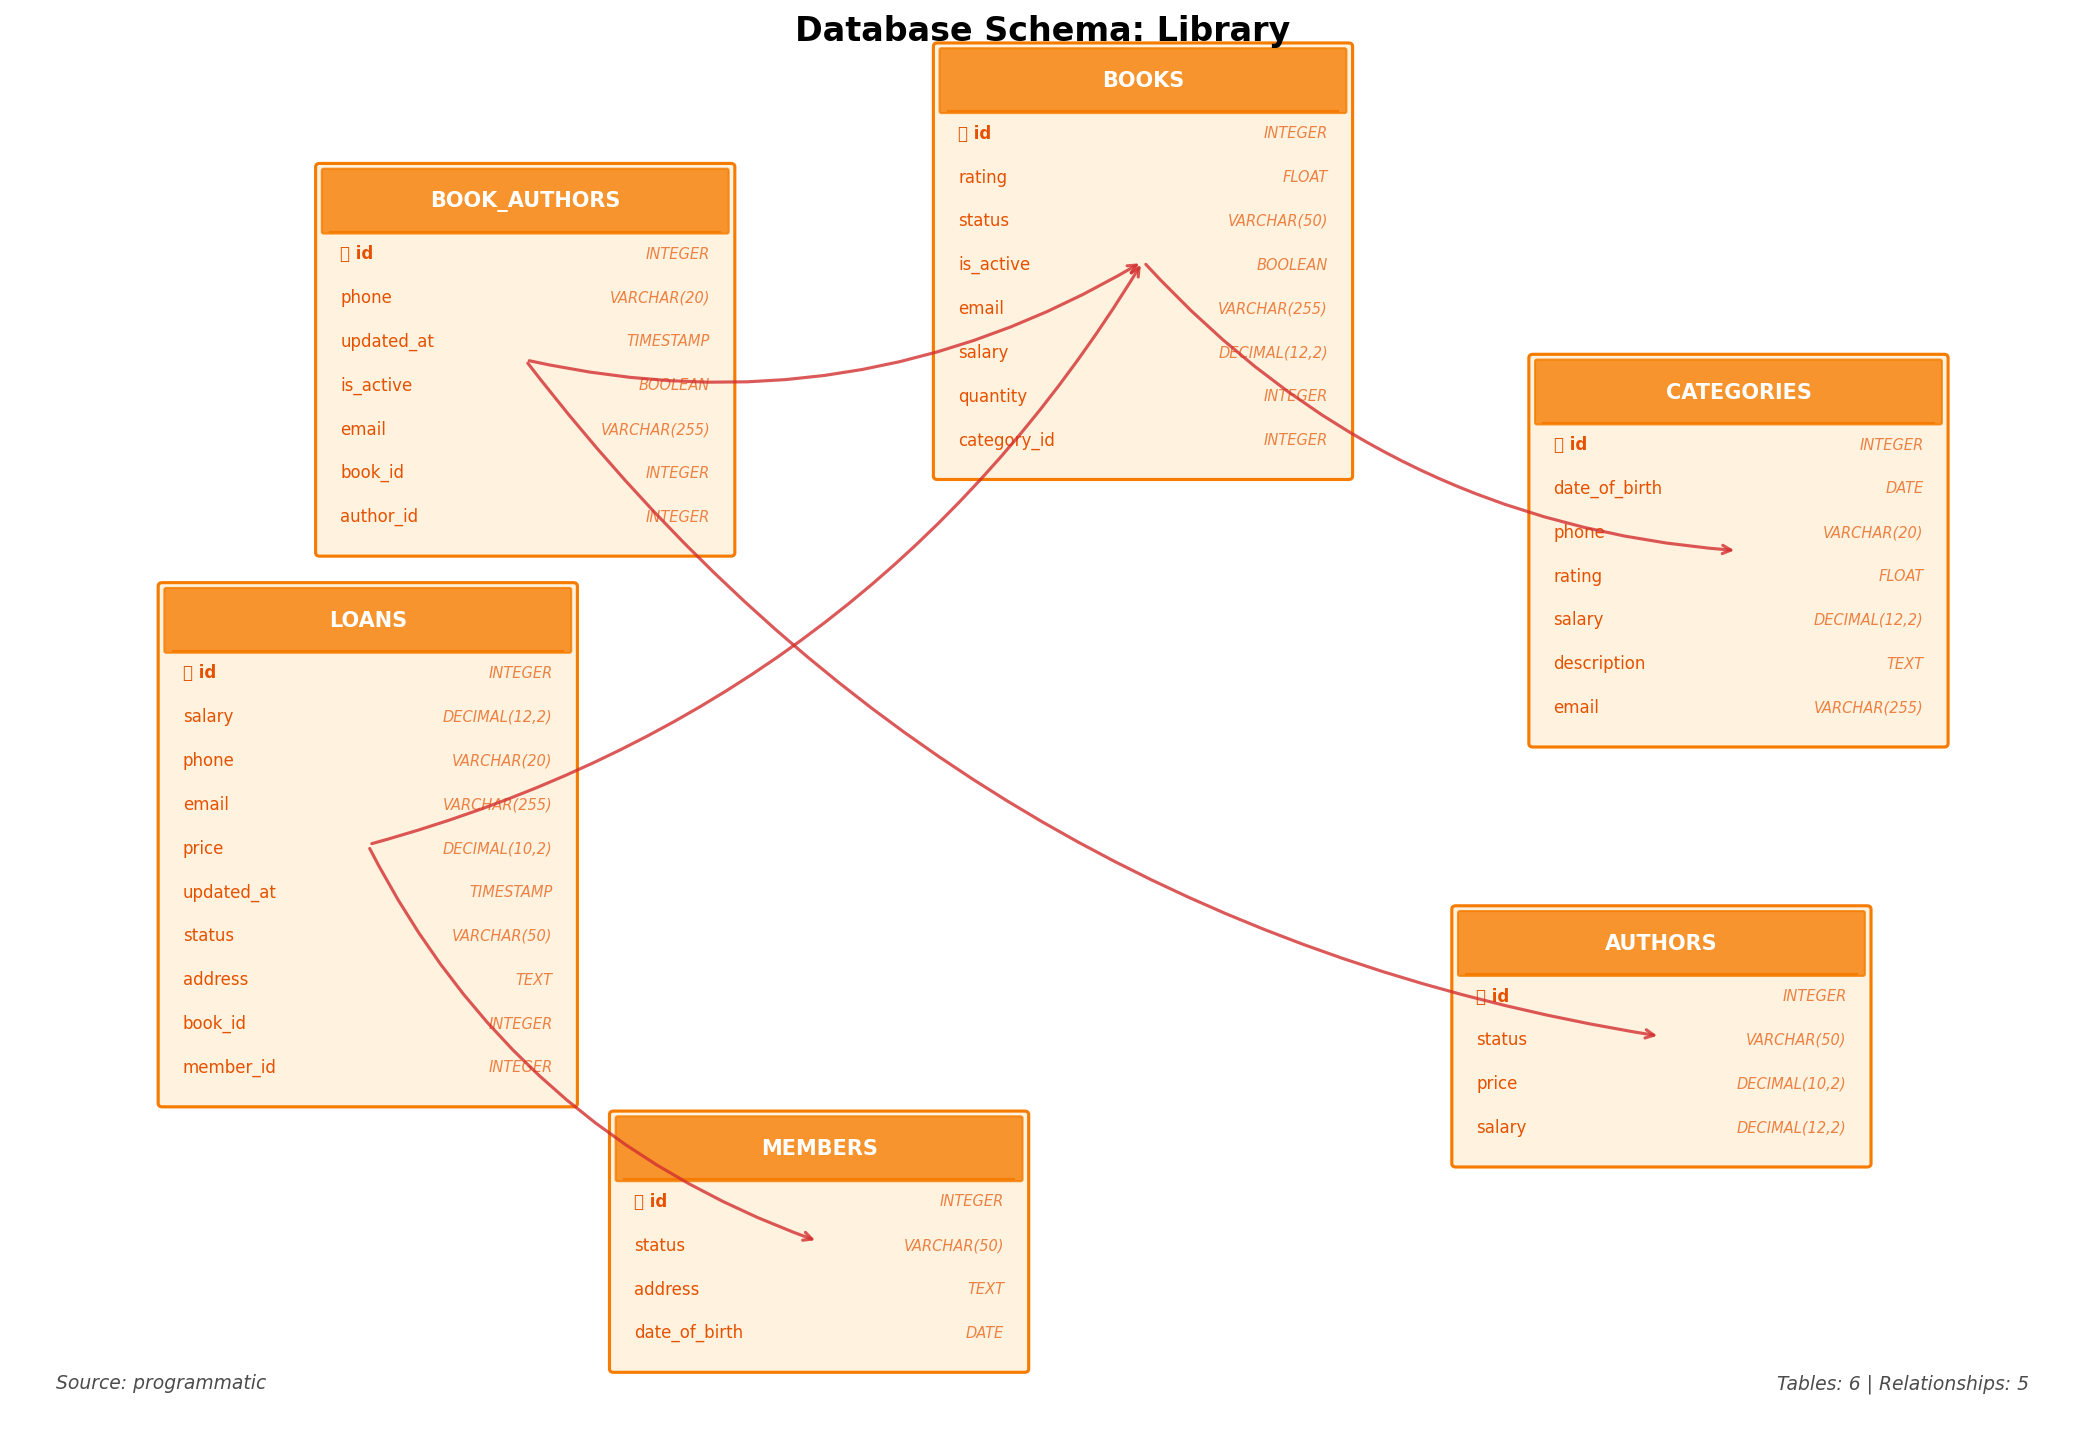 Database Schema: Library
BOOKS
id INTEGER
rating FLOAT
status VARCHAR(50)
is_active BOOLEAN
email VARCHAR(255)
salary DECIMAL(12,2)
quantity INTEGER
category_id INTEGER
BOOK_AUTHORS
id INTEGER
phone VARCHAR(20)
updated_at TIMESTAMP
is_active BOOLEAN
email VARCHAR(255)
book_id INTEGER
author_id INTEGER
CATEGORIES
id INTEGER
date_of_birth DATE
phone VARCHAR(20)
rating FLOAT
salary DECIMAL(12,2)
description TEXT
email VARCHAR(255)
LOANS
id INTEGER
salary DECIMAL(12,2)
phone VARCHAR(20)
email VARCHAR(255)
price DECIMAL(10,2)
updated_at TIMESTAMP
status VARCHAR(50)
address TEXT
book_id INTEGER
member_id INTEGER
AUTHORS
id INTEGER
status VARCHAR(50)
price DECIMAL(10,2)
salary DECIMAL(12,2)
MEMBERS
id INTEGER
status VARCHAR(50)
address TEXT
date_of_birth DATE
Source: programmatic
Tables: 6 | Relationships: 5